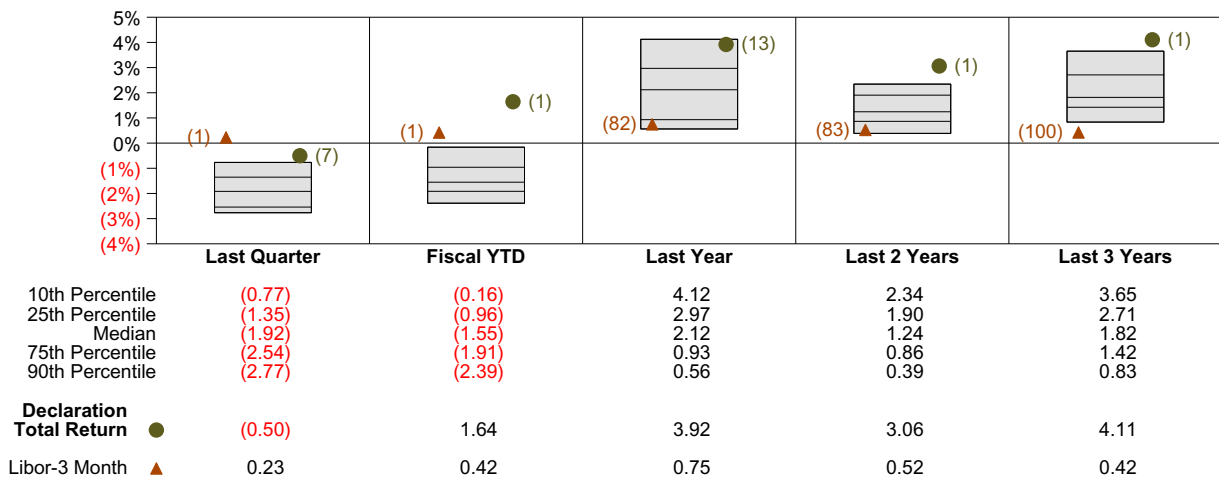 5%
4%
3%
2%
1%
0%
(1%)
(2%)
(3%)
(4%)
(1)
(7)
(1)
(1)
(82)
(13)
(83)
(1)
(100)
(1)
Last Quarter Fiscal YTD Last Year Last 2 Years Last 3 Years
10th Percentile (0.77) (0.16) 4.12 2.34 3.65
25th Percentile (1.35) (0.96) 2.97 1.90 2.71
Median (1.92) (1.55) 2.12 1.24 1.82
75th Percentile (2.54) (1.91) 0.93 0.86 1.42
90th Percentile (2.77) (2.39) 0.56 0.39 0.83
Declaration
Total Return (0.50) 1.64 3.92 3.06 4.11
Libor-3 Month 0.23 0.42 0.75 0.52 0.42